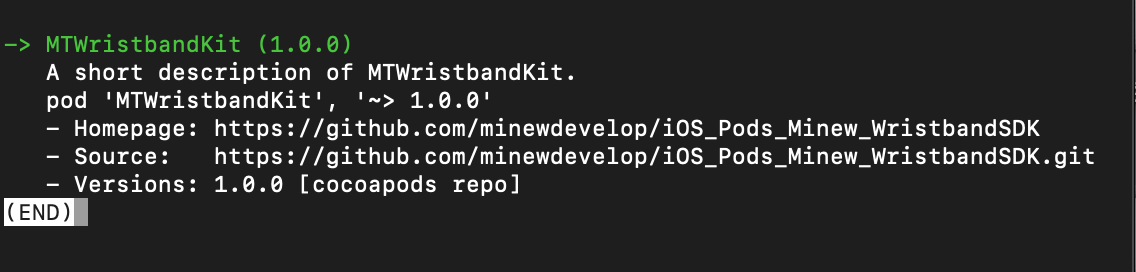 -> MTWristbandKit (1.0.0)
A short description of MTWristbandKit.
pod 'MTWristbandKit', '~> 1.0.0'
- Homepage: https://github.com/minewdevelop/iOS_Pods_Minew_WristbandSDK
- Source:   https://github.com/minewdevelop/iOS_Pods_Minew_WristbandSDK.git
- Versions: 1.0.0 [cocoapods repo]
(END)